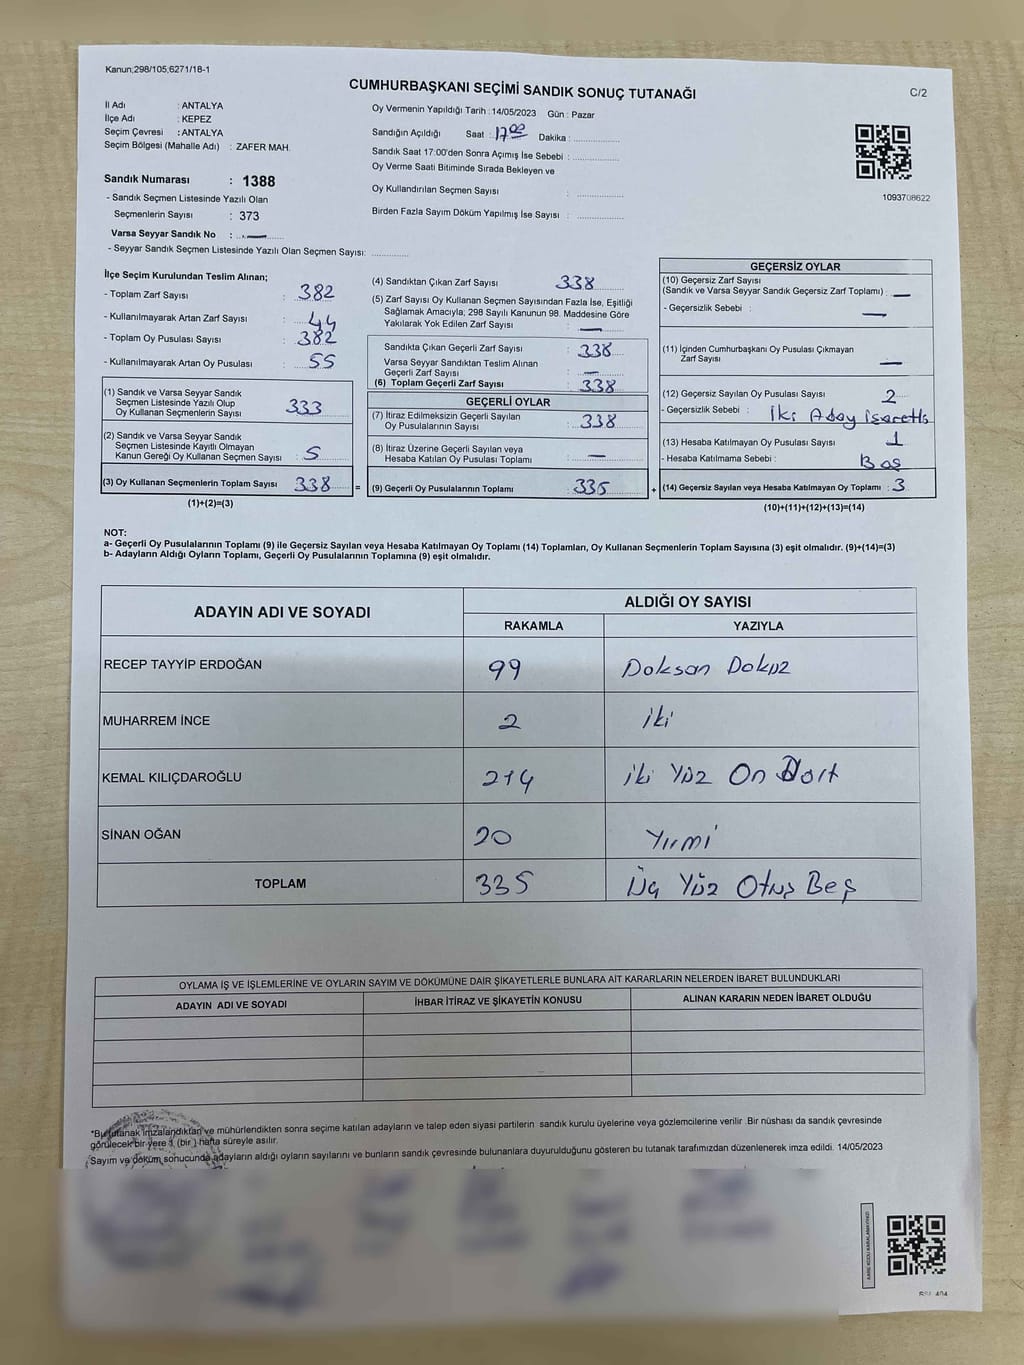 Kanun;298/105;6271/18-1
CUMHURBAŞKANI SEÇİMİ SANDIK SONUÇ TUTANAĞI
C/2
İl Adı : ANTALYA
İlçe Adı : KEPEZ
Seçim Çevresi : ANTALYA
Seçim Bölgesi (Mahalle Adı) : ZAFER MAH.
Oy Vermenin Yapıldığı Tarih : 14/05/2023 Gün : Pazar
Sandığın Açıldığı Saat : 17.00 Dakika :
Sandık Saat 17:00'den Sonra Açımış İse Sebebi :
Oy Verme Saati Bitiminde Sırada Bekleyen ve
Oy Kullandırılan Seçmen Sayısı :
Birden Fazla Sayım Döküm Yapılmış İse Sayısı :
1093708622
Sandık Numarası : 1388
- Sandık Seçmen Listesinde Yazılı Olan
Seçmenlerin Sayısı : 373
Varsa Seyyar Sandık No : —
- Seyyar Sandık Seçmen Listesinde Yazılı Olan Seçmen Sayısı:
İlçe Seçim Kurulundan Teslim Alınan;
- Toplam Zarf Sayısı : 382
- Kullanılmayarak Artan Zarf Sayısı : 44
- Toplam Oy Pusulası Sayısı : 382
- Kullanılmayarak Artan Oy Pusulası : 55
(1) Sandık ve Varsa Seyyar Sandık
Seçmen Listesinde Yazılı Olup
Oy Kullanan Seçmenlerin Sayısı 333
(2) Sandık ve Varsa Seyyar Sandık
Seçmen Listesinde Kayıtlı Olmayan
Kanun Gereği Oy Kullanan Seçmen Sayısı : 5
(3) Oy Kullanan Seçmenlerin Toplam Sayısı 338 =
(1)+(2)=(3)
(4) Sandıktan Çıkan Zarf Sayısı 338
(5) Zarf Sayısı Oy Kullanan Seçmen Sayısından Fazla İse, Eşitliği
Sağlamak Amacıyla; 298 Sayılı Kanunun 98. Maddesine Göre
Yakılarak Yok Edilen Zarf Sayısı : —
Sandıkta Çıkan Geçerli Zarf Sayısı : 338
Varsa Seyyar Sandıktan Teslim Alınan
Geçerli Zarf Sayısı : —
(6) Toplam Geçerli Zarf Sayısı : 338
GEÇERLİ OYLAR
(7) İtiraz Edilmeksizin Geçerli Sayılan
Oy Pusulalarının Sayısı : 338
(8) İtiraz Üzerine Geçerli Sayılan veya
Hesaba Katılan Oy Pusulası Toplamı : —
(9) Geçerli Oy Pusulalarının Toplamı : 335 +
GEÇERSİZ OYLAR
(10) Geçersiz Zarf Sayısı
(Sandık ve Varsa Seyyar Sandık Geçersiz Zarf Toplamı) : —
- Geçersizlik Sebebi : —
(11) İçinden Cumhurbaşkanı Oy Pusulası Çıkmayan
Zarf Sayısı : —
(12) Geçersiz Sayılan Oy Pusulası Sayısı : 2
- Geçersizlik Sebebi : İki Aday işaretli
(13) Hesaba Katılmayan Oy Pusulası Sayısı : 1
- Hesaba Katılmama Sebebi : Boş
(14) Geçersiz Sayılan veya Hesaba Katılmayan Oy Toplamı : 3
(10)+(11)+(12)+(13)=(14)
NOT:
a- Geçerli Oy Pusulalarının Toplamı (9) ile Geçersiz Sayılan veya Hesaba Katılmayan Oy Toplamı (14) Toplamları, Oy Kullanan Seçmenlerin Toplam Sayısına (3) eşit olmalıdır. (9)+(14)=(3)
b- Adayların Aldığı Oyların Toplamı, Geçerli Oy Pusulalarının Toplamına (9) eşit olmalıdır.
ADAYIN ADI VE SOYADI
ALDIĞI OY SAYISI
RAKAMLA YAZIYLA
RECEP TAYYİP ERDOĞAN 99 Doksan Dokuz
MUHARREM İNCE 2 iki
KEMAL KILIÇDAROĞLU 214 iki Yüz On Dört
SİNAN OĞAN 20 Yirmi
TOPLAM 335 Üç Yüz Otuz Beş
OYLAMA İŞ VE İŞLEMLERİNE VE OYLARIN SAYIM VE DÖKÜMÜNE DAİR ŞİKAYETLERLE BUNLARA AİT KARARLARIN NELERDEN İBARET BULUNDUKLARI
ADAYIN ADI VE SOYADI İHBAR İTİRAZ VE ŞİKAYETİN KONUSU ALINAN KARARIN NEDEN İBARET OLDUĞU
*Bu tutanak imzalandıktan ve mühürlendikten sonra seçime katılan adayların ve talep eden siyasi partilerin sandık kurulu üyelerine veya gözlemcilerine verilir .Bir nüshası da sandık çevresinde
görülecek bir yere 1 (bir ) hafta süreyle asılır.
Sayım ve döküm sonucunda adayların aldığı oyların sayılarını ve bunların sandık çevresinde bulunanlara duyurulduğunu gösteren bu tutanak tarafımızdan düzenlenerek imza edildi. 14/05/2023